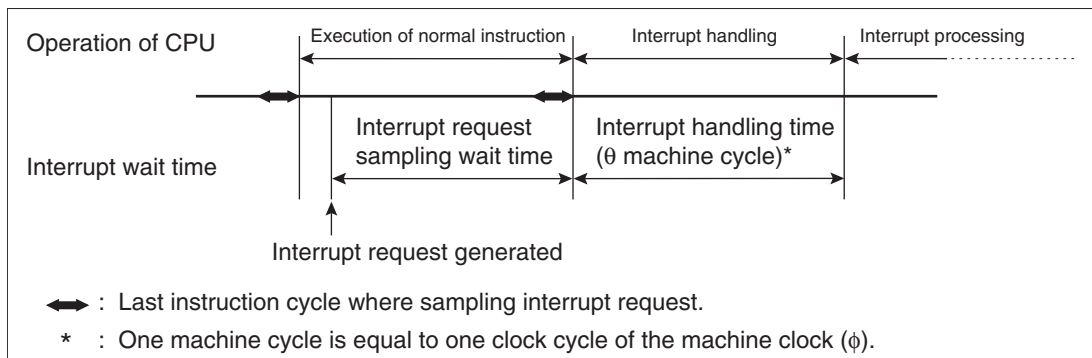 Operation of CPU
Execution of normal instruction
Interrupt handling
Interrupt processing
Interrupt wait time
Interrupt request
sampling wait time
Interrupt handling time
(θ machine cycle)*
Interrupt request generated
: Last instruction cycle where sampling interrupt request.
* : One machine cycle is equal to one clock cycle of the machine clock (ϕ).